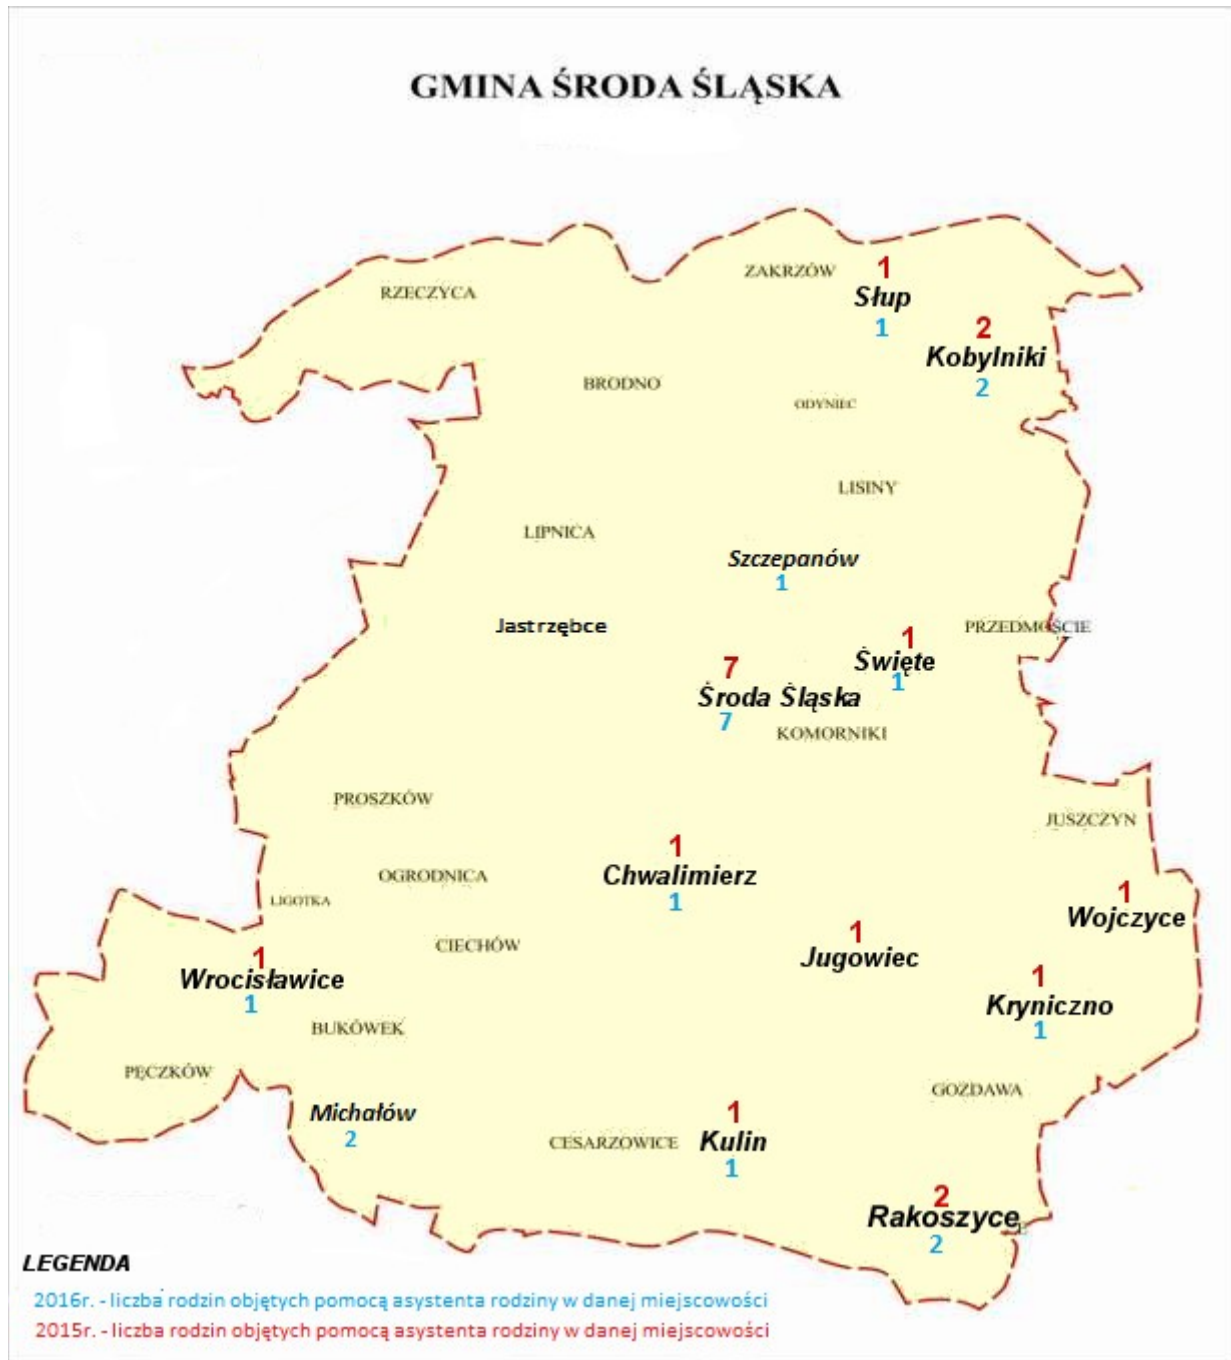 GMINA ŚRODA ŚLĄSKA
ZAKRZÓW
1
Słup
1
RZECZYCA
2
Kobylniki
2
BRODNO
ODYNIEC
LISINY
LIPNICA
Szczepanów
1
Jastrzębce
PRZEDMOŚCIE
1
Święte
1
7
Środa Śląska
7
KOMORNIKI
PROSZKÓW
JUSZCZYN
1
Chwalimierz
1
OGRODNICA
LIGOTKA
1
Wojczyce
CIECHÓW
1
Jugowiec
1
Wrocisławice
1
1
Kryniczno
1
BUKÓWEK
PĘCZKÓW
GOZDAWA
Michałów
2
CESARZOWICE
1
Kulin
1
2
Rakoszyce
2
LEGENDA
2016r. - liczba rodzin objętych pomocą asystenta rodziny w danej miejscowości
2015r. - liczba rodzin objętych pomocą asystenta rodziny w danej miejscowości